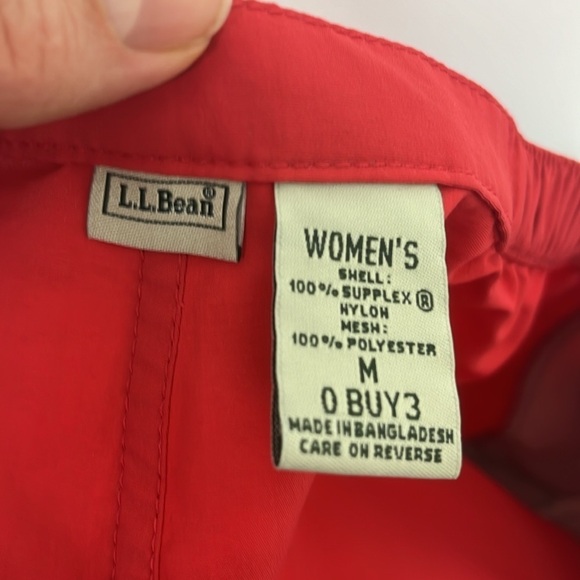 L.L.Bean®
WOMEN'S
SHELL:
100% SUPPLEX ®
NYLON
MESH:
100% POLYESTER
M
0 BUY3
MADE IN BANGLADESH
CARE ON REVERSE